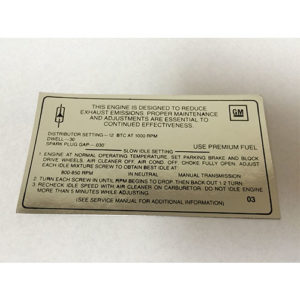 THIS ENGINE IS DESIGNED TO REDUCE
EXHAUST EMISSIONS. PROPER MAINTENANCE
AND ADJUSTMENTS ARE ESSENTIAL TO
CONTINUED EFFECTIVENESS.
GM
DISTRIBUTOR SETTING-12 BTC AT 1000 RPM
DWELL-30
SPARK PLUG GAP-.030
USE PREMIUM FUEL
SLOW IDLE SETTING
1. ENGINE AT NORMAL OPERATING TEMPERATURE, SET PARKING BRAKE AND BLOCK
DRIVE WHEELS, AIR CLEANER OFF, AIR COND. OFF CHOKE FULLY OPEN. ADJUST
EACH IDLE MIXTURE SCREW TO OBTAIN BEST IDLE AT
800-850 RPM IN NEUTRAL MANUAL TRANSMISSION
2. TURN EACH SCREW IN UNTIL RPM BEGINS TO DROP, THEN BACK OUT 1/2 TURN.
3. RECHECK IDLE SPEED WITH AIR CLEANER ON CARBURETOR. DO NOT IDLE ENGINE
MORE THAN 5 MINUTES WHILE ADJUSTING
03
(SEE SERVICE MANUAL FOR ADDITIONAL INFORMATION)